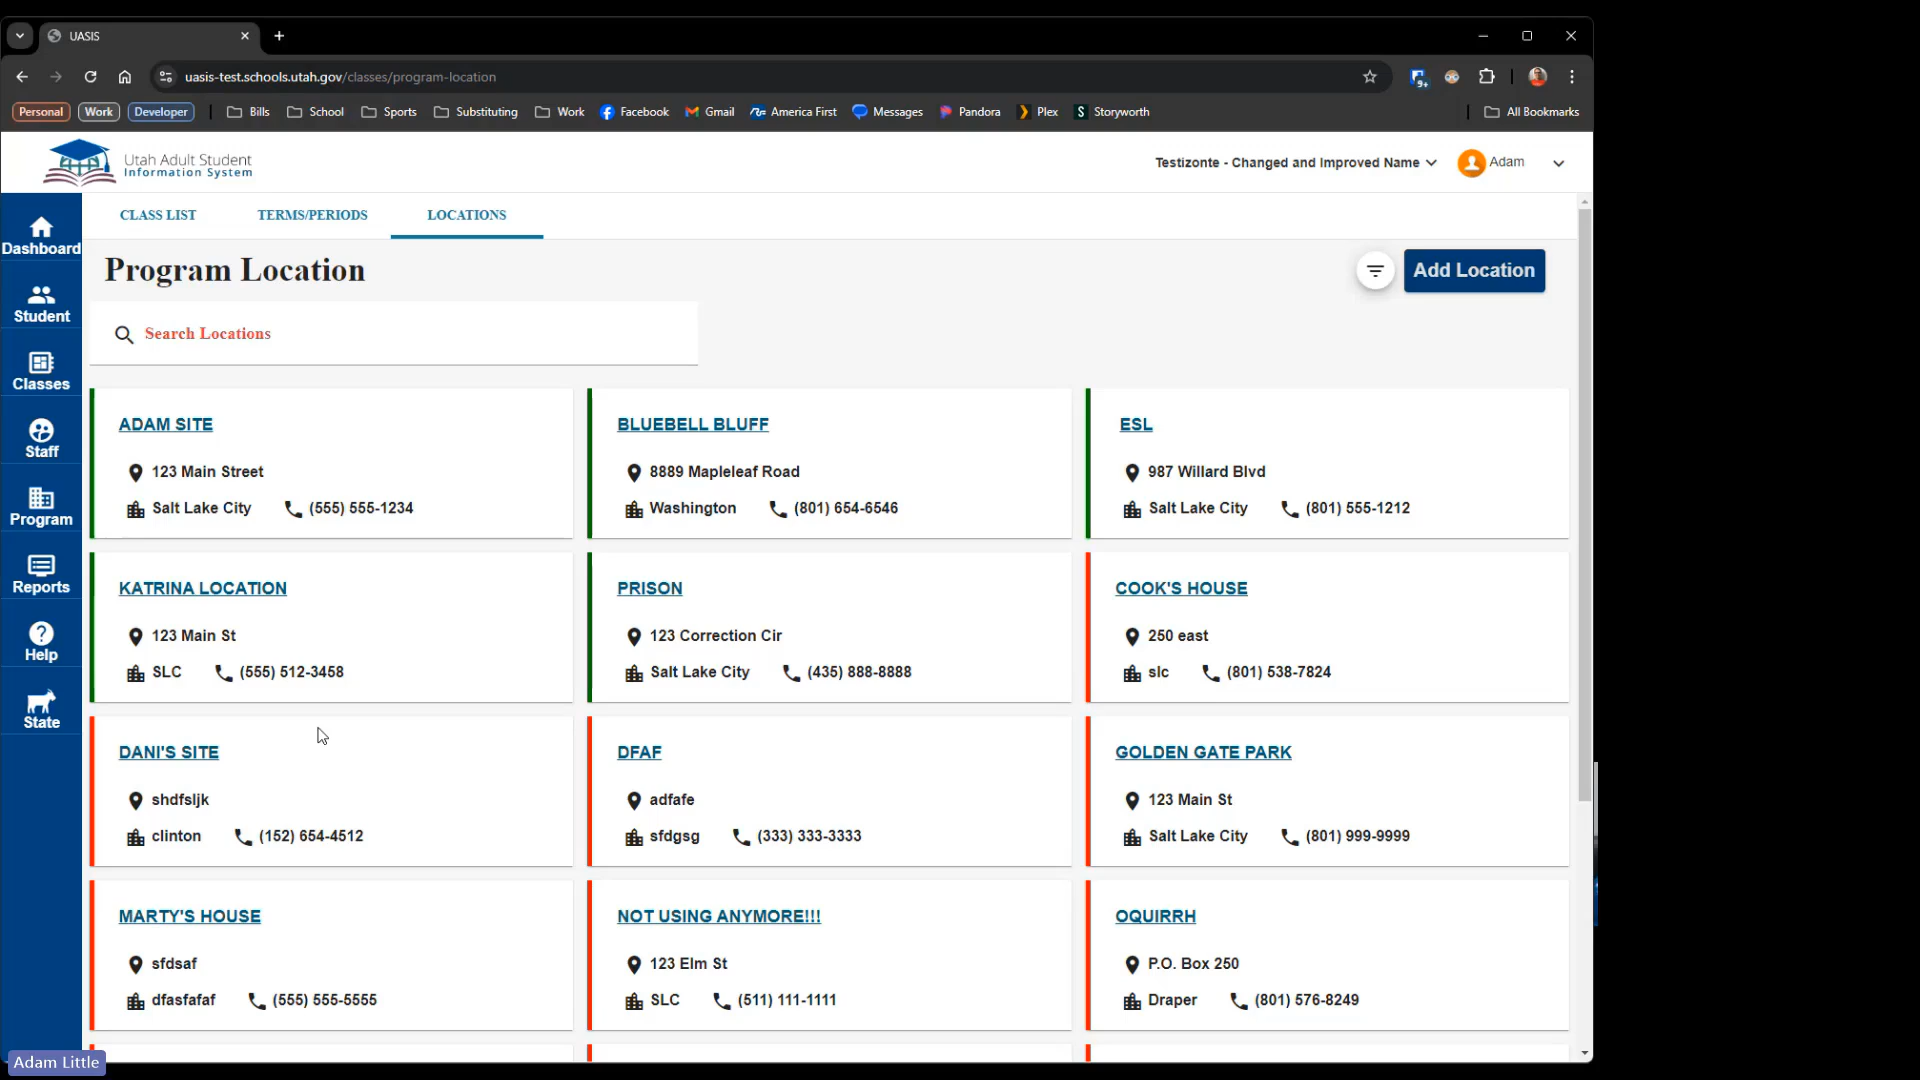 UASIS
uasis-test.schools.utah.gov/classes/program-location
9+
Personal Work Developer Bills School Sports Substituting Work Facebook Gmail America First Messages Pandora Plex Storyworth All Bookmarks
Utah Adult Student
Information System
Testizonte - Changed and Improved Name Adam
CLASS LIST TERMS/PERIODS LOCATIONS
Dashboard
Student
Classes
Staff
Program
Reports
Help
State
Program Location
Add Location
Search Locations
ADAM SITE
123 Main Street
Salt Lake City (555) 555-1234
BLUEBELL BLUFF
8889 Mapleleaf Road
Washington (801) 654-6546
ESL
987 Willard Blvd
Salt Lake City (801) 555-1212
KATRINA LOCATION
123 Main St
SLC (555) 512-3458
PRISON
123 Correction Cir
Salt Lake City (435) 888-8888
COOK'S HOUSE
250 east
slc (801) 538-7824
DANI'S SITE
shdfsljk
clinton (152) 654-4512
DFAF
adfafe
sfdgsg (333) 333-3333
GOLDEN GATE PARK
123 Main St
Salt Lake City (801) 999-9999
MARTY'S HOUSE
sfdsaf
dfasfafaf (555) 555-5555
NOT USING ANYMORE!!!
123 Elm St
SLC (511) 111-1111
OQUIRRH
P.O. Box 250
Draper (801) 576-8249
Adam Little